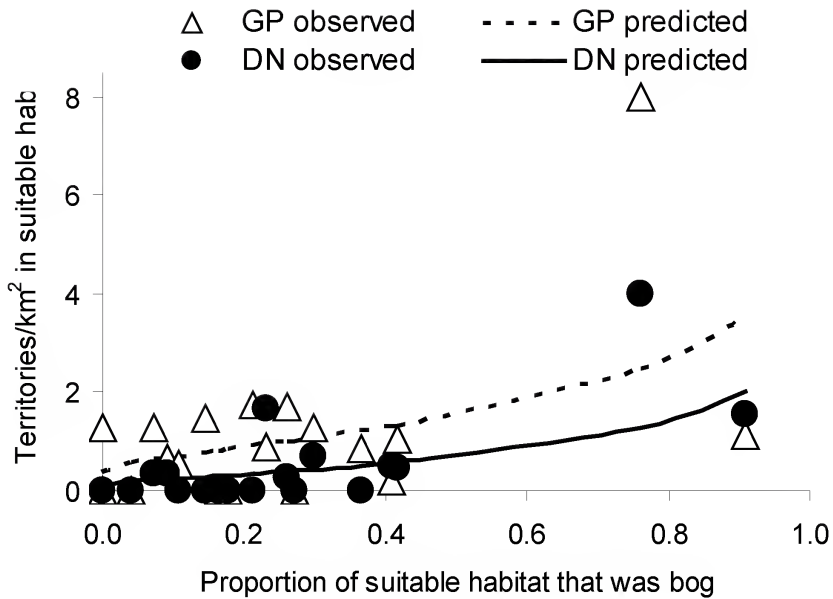 GP observed
GP predicted
DN observed
DN predicted
Territories/km² in suitable hab
8
6
4
2
0
0.0
0.2
0.4
0.6
0.8
1.0
Proportion of suitable habitat that was bog